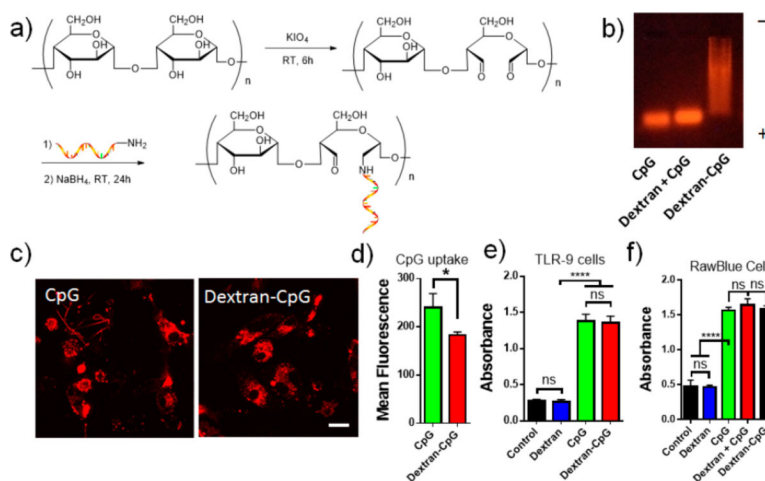 a)
CH₂OH
CH₂OH
OH
OH
OH
OH
n
KIO₄
RT, 6h
CH₂OH
CH₂OH
OH
OH
O
O
n
1)
NH₂
2) NaBH₄, RT, 24h
CH₂OH
CH₂OH
OH
OH
O
NH
n
b)
CpG
Dextran + CpG
Dextran-CpG
−
+
c)
CpG
Dextran-CpG
d)
CpG uptake
*
Mean Fluorescence
300
200
100
0
CpG
Dextran-CpG
e)
TLR-9 cells
****
ns
ns
Absorbance
2.0
1.5
1.0
0.5
0.0
Control
Dextran
CpG
Dextran-CpG
f)
RawBlue Cel
ns
ns
****
ns
Absorbance
2.0
1.5
1.0
0.5
0.0
Control
Dextran
CpG
Dextran + CpG
Dextran-CpG